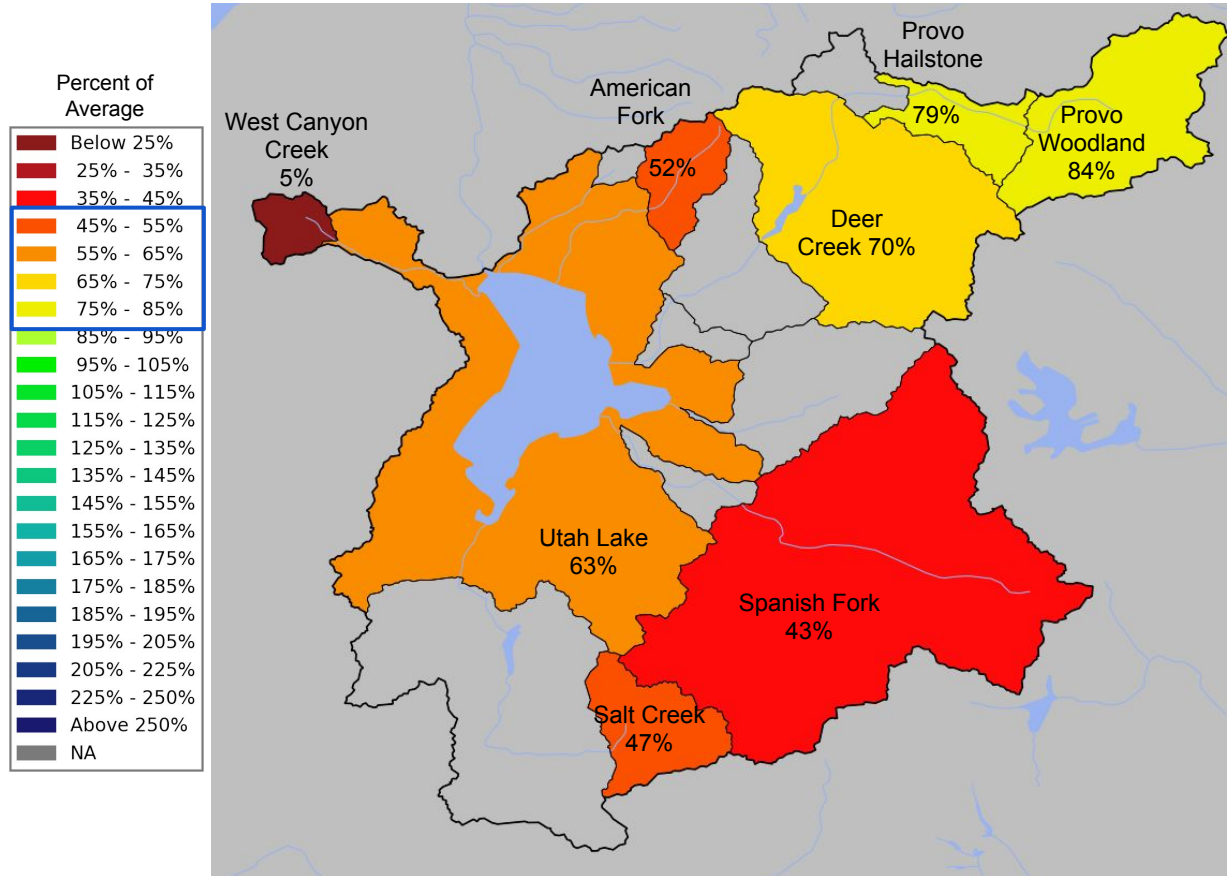 Percent of
Average
Below 25%
25% - 35%
35% - 45%
45% - 55%
55% - 65%
65% - 75%
75% - 85%
85% - 95%
95% - 105%
105% - 115%
115% - 125%
125% - 135%
135% - 145%
145% - 155%
155% - 165%
165% - 175%
175% - 185%
185% - 195%
195% - 205%
205% - 225%
225% - 250%
Above 250%
NA
West Canyon
Creek
5%
American
Fork
52%
Provo
Hailstone
79%
Provo
Woodland
84%
Deer
Creek 70%
Utah Lake
63%
Spanish Fork
43%
Salt Creek
47%